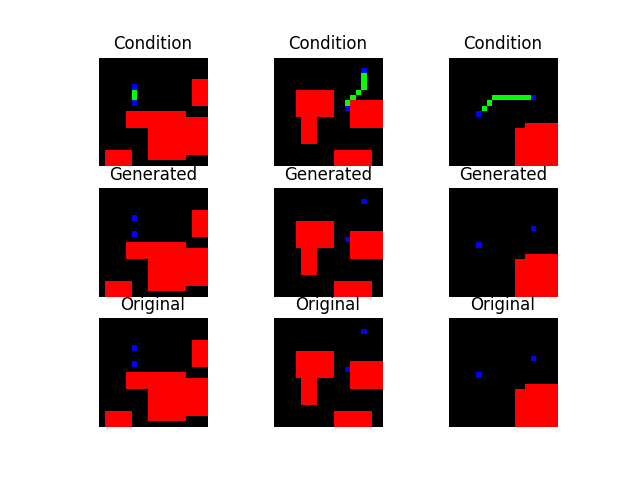 Condition Condition Condition
Generated Generated Generated
Original Original Original